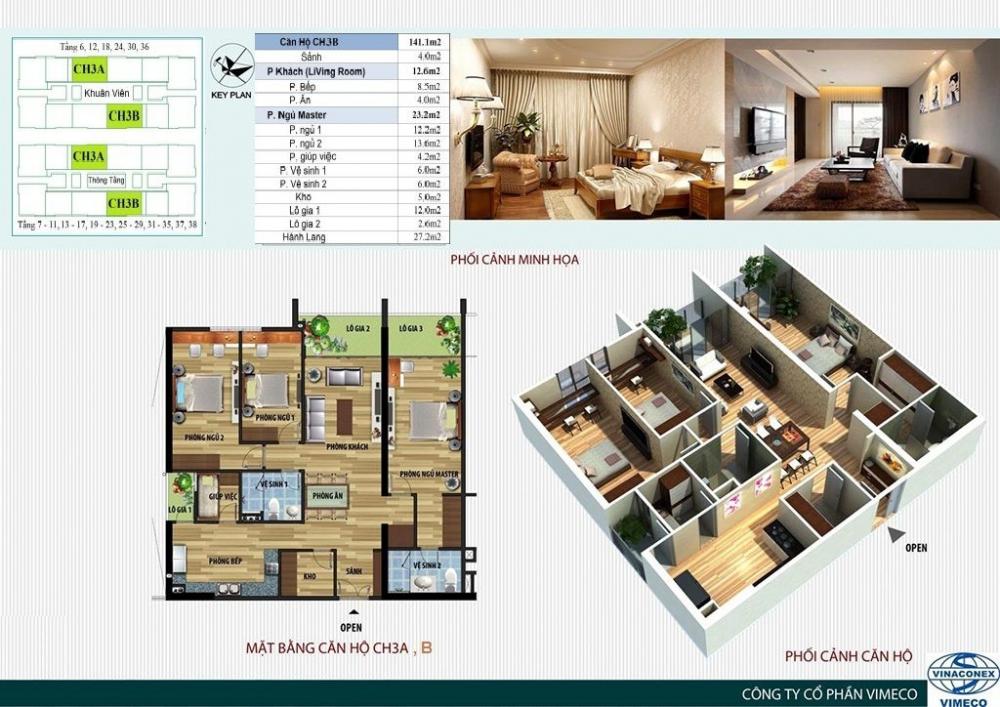 Tầng 6, 12, 18, 24, 30, 36
CH3A
Khuân Viên
CH3B
CH3A
Thông Tầng
CH3B
Tầng 7 - 11, 13 - 17, 19 - 23, 25 - 29, 31 - 35, 37, 38
KEY PLAN
Căn Hộ CH3B 141.1m2
Sảnh 4.0m2
P Khách (LiVing Room) 12.6m2
P. Bếp 8.5m2
P. Ăn 4.0m2
P. Ngủ Master 23.2m2
P. ngủ 1 12.2m2
P. ngủ 2 13.6m2
P. giúp việc 4.2m2
P. Vệ sinh 1 6.0m2
P. Vệ sinh 2 6.0m2
Kho 5.0m2
Lô gia 1 12.0m2
Lô gia 2 2.6m2
Hành Lang 27.2m2
PHỐI CẢNH MINH HỌA
LÔ GIA 2
LÔ GIA 3
PHÒNG NGỦ 1
PHÒNG NGỦ 2
PHÒNG KHÁCH
PHÒNG NGỦ MASTER
VỆ SINH 1
GIÚP VIỆC
PHÒNG ĂN
LÔ GIA 1
PHÒNG BẾP
KHO
SẢNH
VỆ SINH 2
OPEN
MẶT BẰNG CĂN HỘ CH3A , B
OPEN
PHỐI CẢNH CĂN HỘ
CÔNG TY CỔ PHẦN VIMECO
VINACONEX
VIMECO